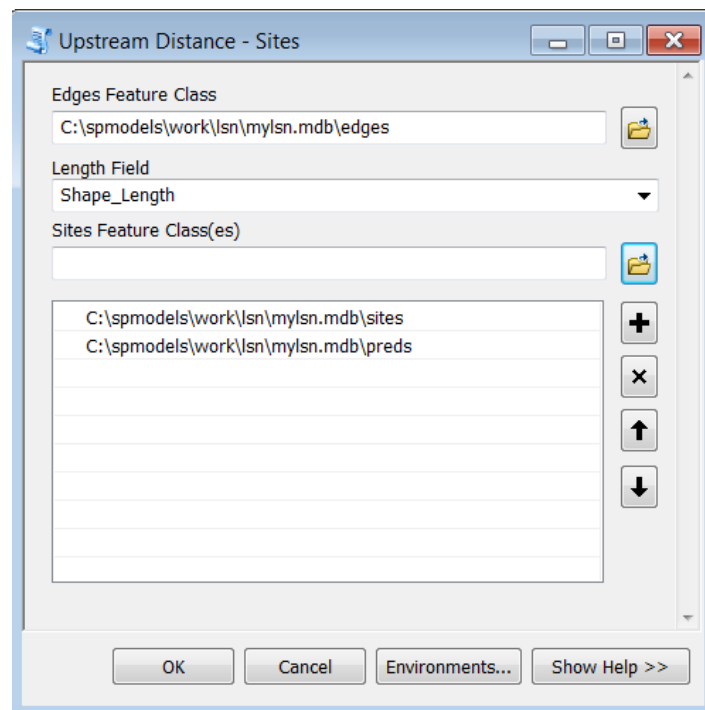 Upstream Distance - Sites
Edges Feature Class
C:\spmodels\work\lsn\mylsn.mdb\edges
Length Field
Shape_Length
Sites Feature Class(es)
C:\spmodels\work\lsn\mylsn.mdb\sites
C:\spmodels\work\lsn\mylsn.mdb\preds
OK Cancel Environments... Show Help >>